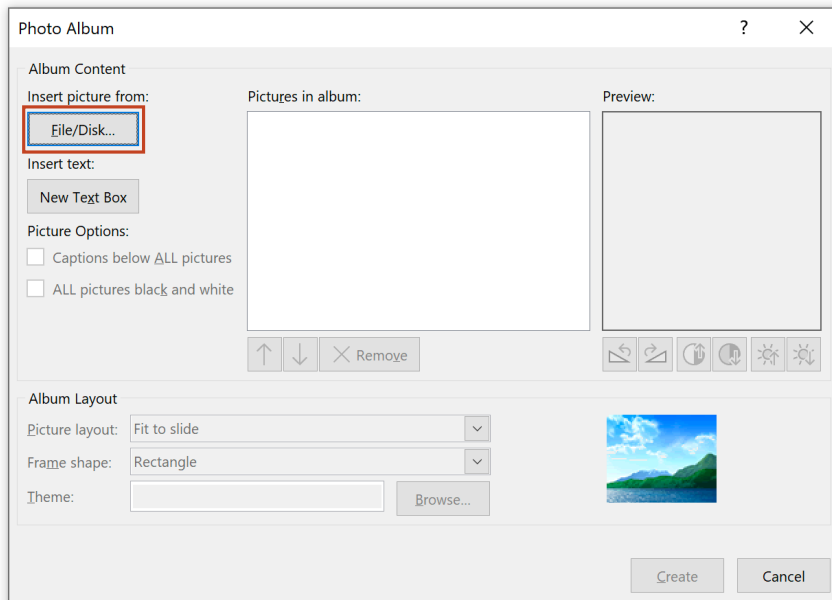 Photo Album
?
Album Content
Insert picture from:
File/Disk...
Insert text:
New Text Box
Picture Options:
Captions below ALL pictures
ALL pictures black and white
Pictures in album:
Remove
Preview:
Album Layout
Picture layout: Fit to slide
Frame shape: Rectangle
Theme:
Browse...
Create
Cancel